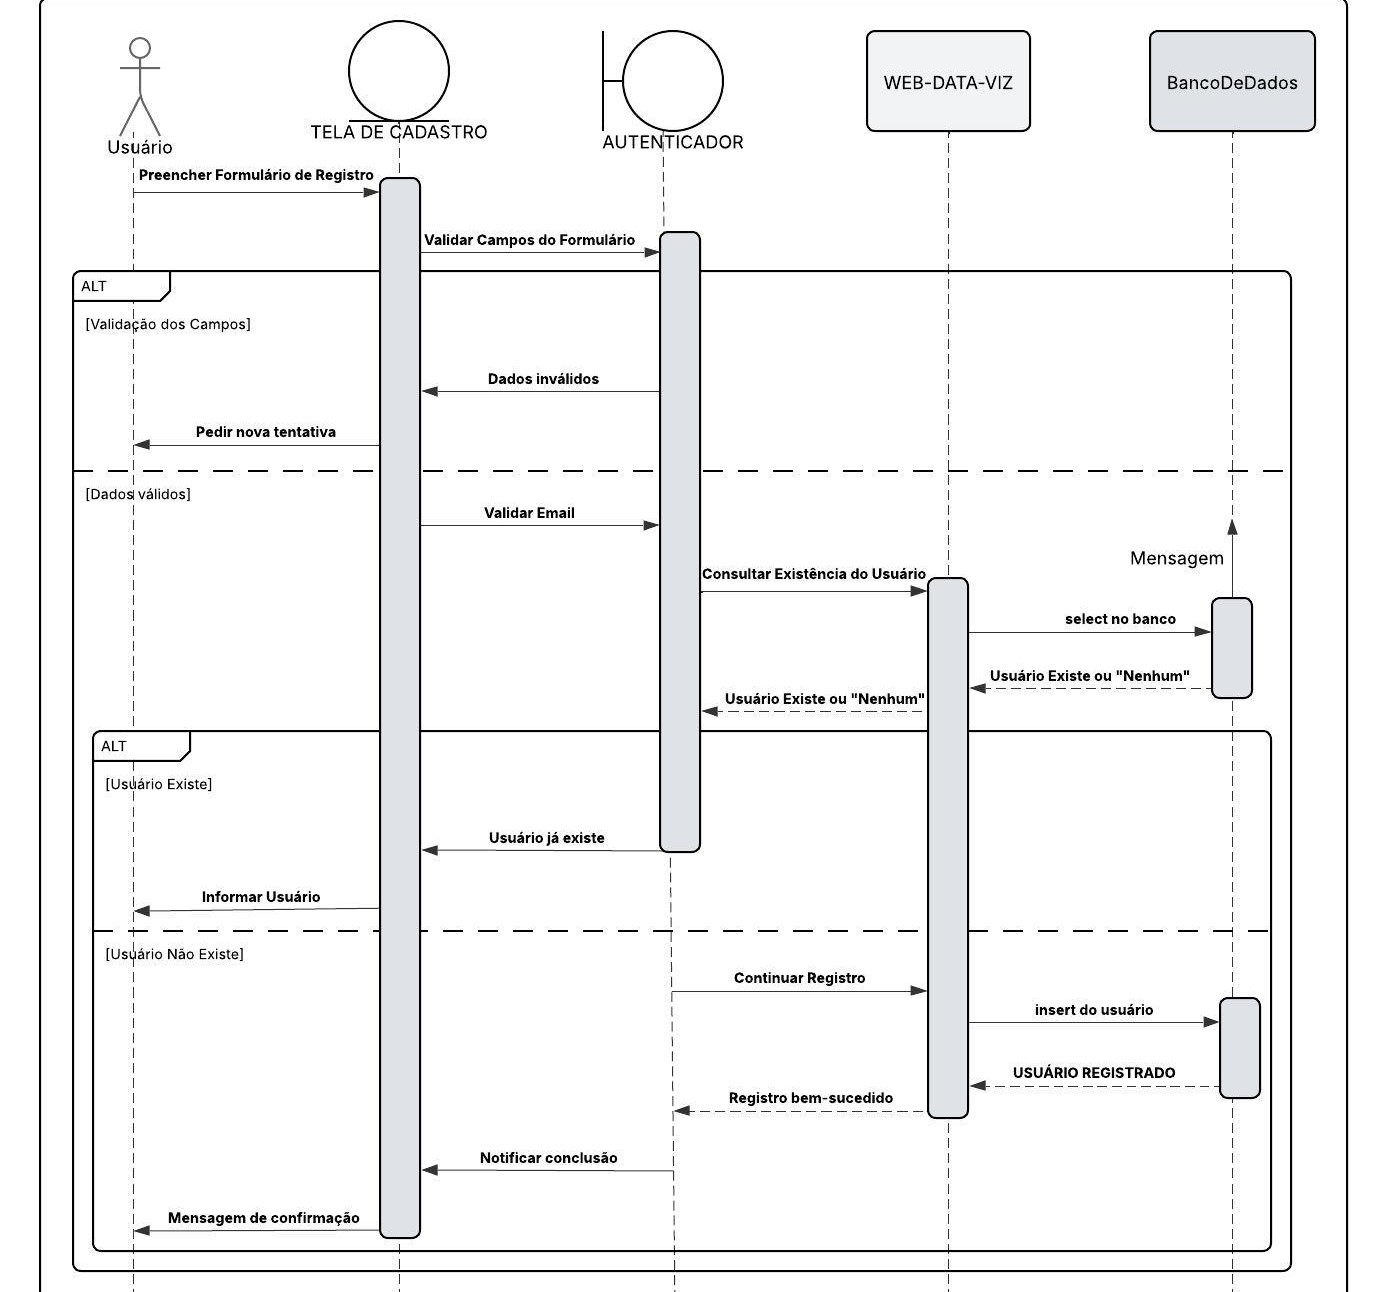 Usuário
TELA DE CADASTRO
AUTENTICADOR
WEB-DATA-VIZ
BancoDeDados
Preencher Formulário de Registro
Validar Campos do Formulário
ALT
[Validação dos Campos]
Dados inválidos
Pedir nova tentativa
[Dados válidos]
Validar Email
Mensagem
Consultar Existência do Usuário
select no banco
Usuário Existe ou "Nenhum"
Usuário Existe ou "Nenhum"
ALT
[Usuário Existe]
Usuário já existe
Informar Usuário
[Usuário Não Existe]
Continuar Registro
insert do usuário
USUÁRIO REGISTRADO
Registro bem-sucedido
Notificar conclusão
Mensagem de confirmação